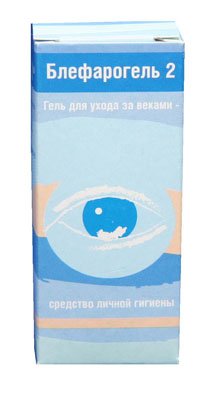 Блефарогель 2
Гель для ухода за веками -
средство личной гигиены